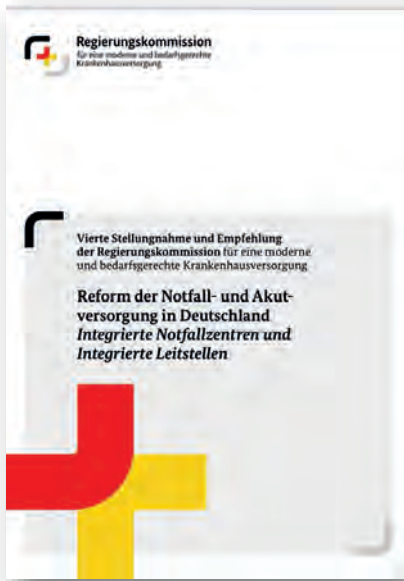 Regierungskommission
für eine moderne und bedarfsgerechte
Krankenhausversorgung
Vierte Stellungnahme und Empfehlung
der Regierungskommission für eine moderne
und bedarfsgerechte Krankenhausversorgung
Reform der Notfall- und Akut-
versorgung in Deutschland
Integrierte Notfallzentren und
Integrierte Leitstellen